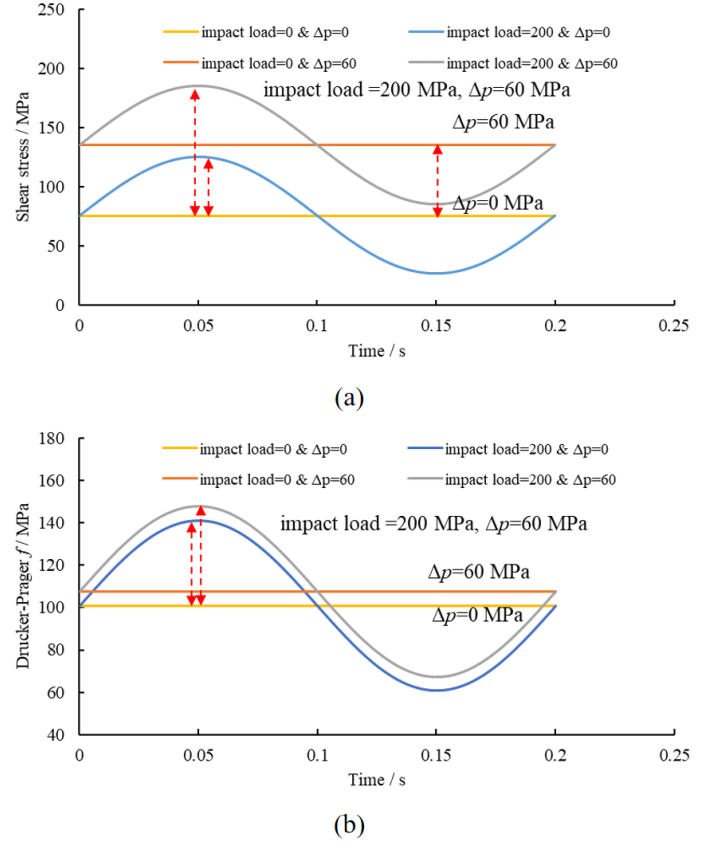 250
200
150
100
50
0
Shear stress / MPa
impact load=0 & Δp=0
impact load=200 & Δp=0
impact load=0 & Δp=60
impact load=200 & Δp=60
impact load =200 MPa, Δp=60 MPa
Δp=60 MPa
Δp=0 MPa
0 0.05 0.1 0.15 0.2 0.25
Time / s
(a)
180
160
140
120
100
80
60
40
Drucker-Prager f / MPa
impact load=0 & Δp=0
impact load=200 & Δp=0
impact load=0 & Δp=60
impact load=200 & Δp=60
impact load =200 MPa, Δp=60 MPa
Δp=60 MPa
Δp=0 MPa
0 0.05 0.1 0.15 0.2 0.25
Time / s
(b)